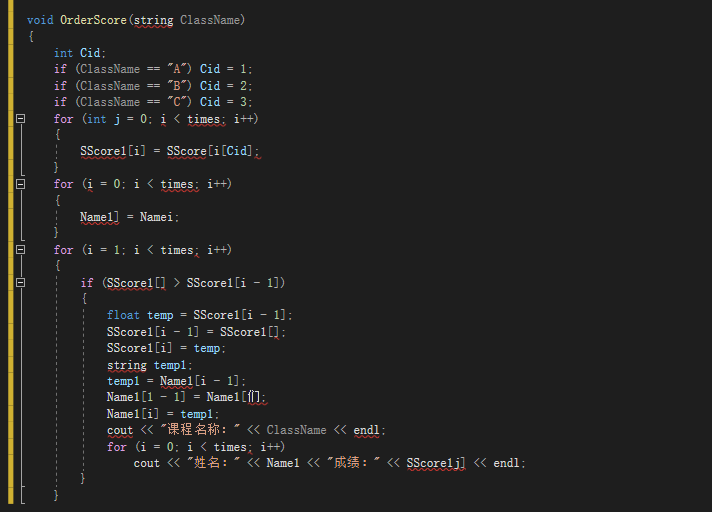 void OrderScore(string ClassName)
{
    int Cid;
    if (ClassName == "A") Cid = 1;
    if (ClassName == "B") Cid = 2;
    if (ClassName == "C") Cid = 3;
    for (int j = 0; i < times; i++)
    {
        SScore1[i] = SScore[i[Cid];
    }
    for (i = 0; i < times; i++)
    {
        Name1] = Namei;
    }
    for (i = 1; i < times; i++)
    {
        if (SScore1[] > SScore1[i - 1])
        {
            float temp = SScore1[i - 1];
            SScore1[i - 1] = SScore1[];
            SScore1[i] = temp;
            string temp1;
            temp1 = Name1[i - 1];
            Name1[1 - 1] = Name1[们];
            Name1[i] = temp1;
            cout << "课程名称：" << ClassName << endl;
            for (i = 0; i < times; i++)
                cout << "姓名：" << Name1 << "成绩：" << SScore1j] << endl;
        }
    }